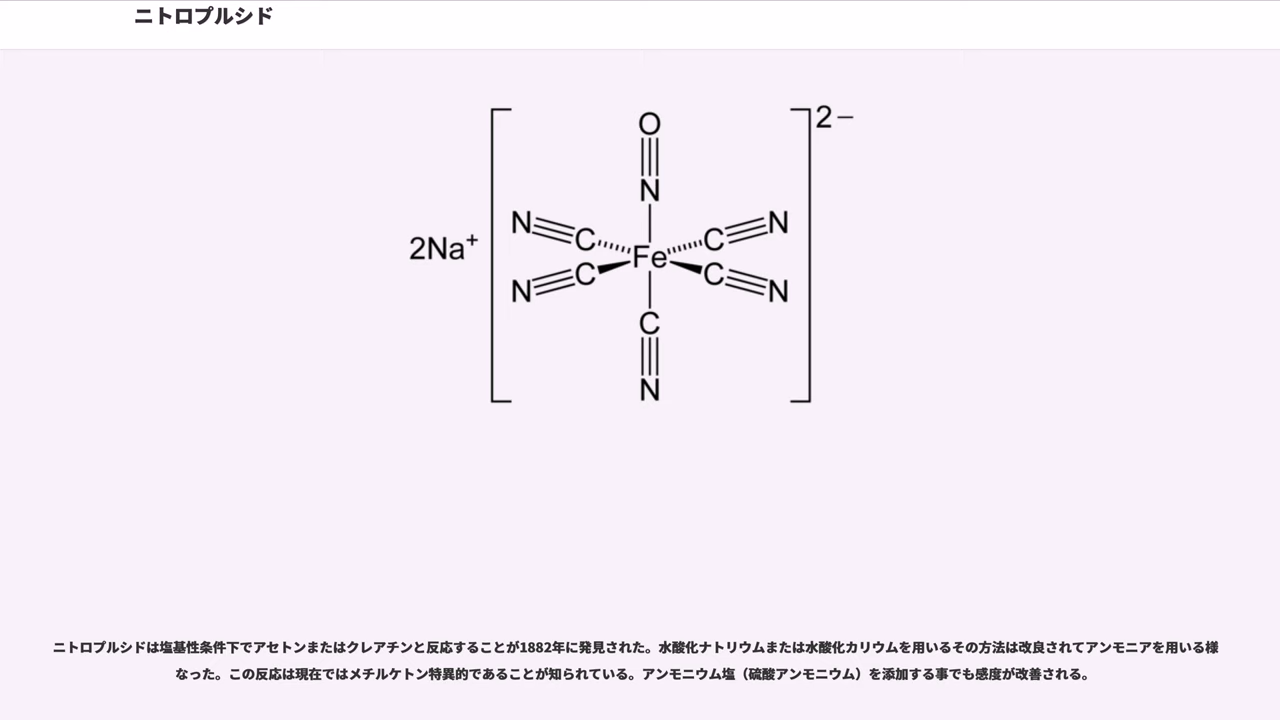 ニトロプルシド
2−
O
N
N C C N
2Na+
Fe
N C C N
C
N
ニトロプルシドは塩基性条件下でアセトンまたはクレアチンと反応することが1882年に発見された。水酸化ナトリウムまたは水酸化カリウムを用いるその方法は改良されてアンモニアを用いる様
なった。この反応は現在ではメチルケトン特異的であることが知られている。アンモニウム塩（硫酸アンモニウム）を添加する事でも感度が改善される。